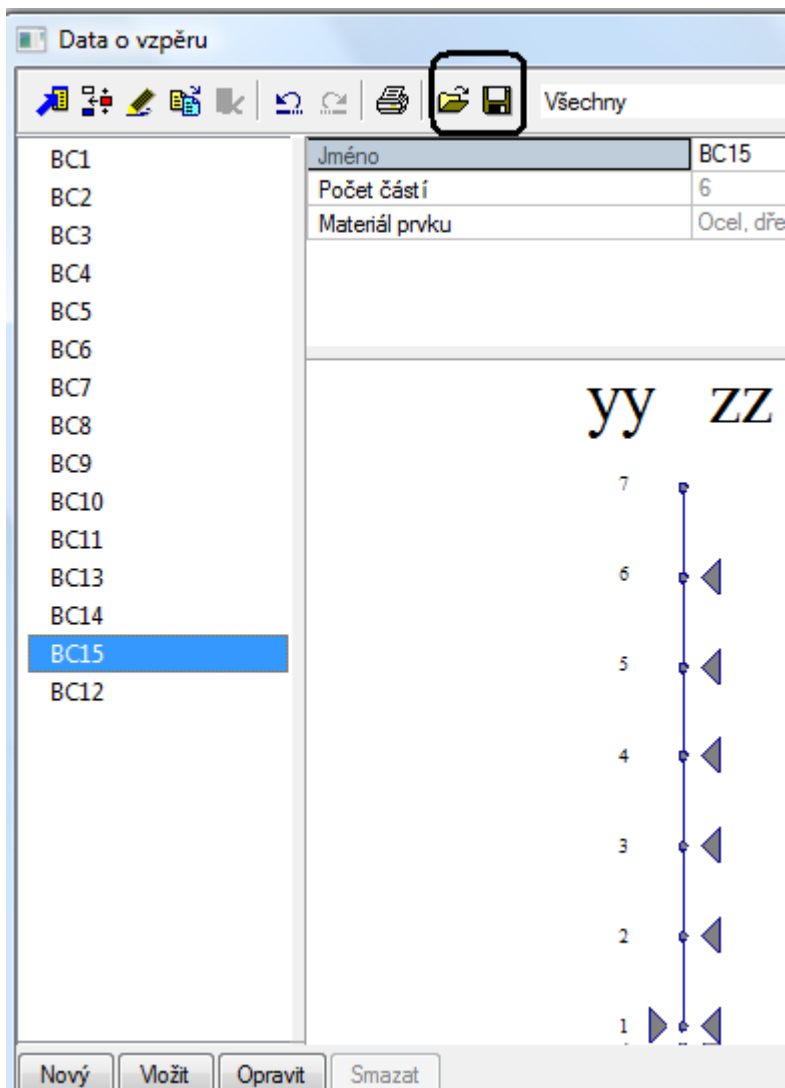 Data o vzpěru
Všechny
BC1
BC2
BC3
BC4
BC5
BC6
BC7
BC8
BC9
BC10
BC11
BC13
BC14
BC15
BC12
Jméno BC15
Počet částí 6
Materiál prvku Ocel, dře
yy zz
7
6
5
4
3
2
1
Nový Vložit Opravit Smazat